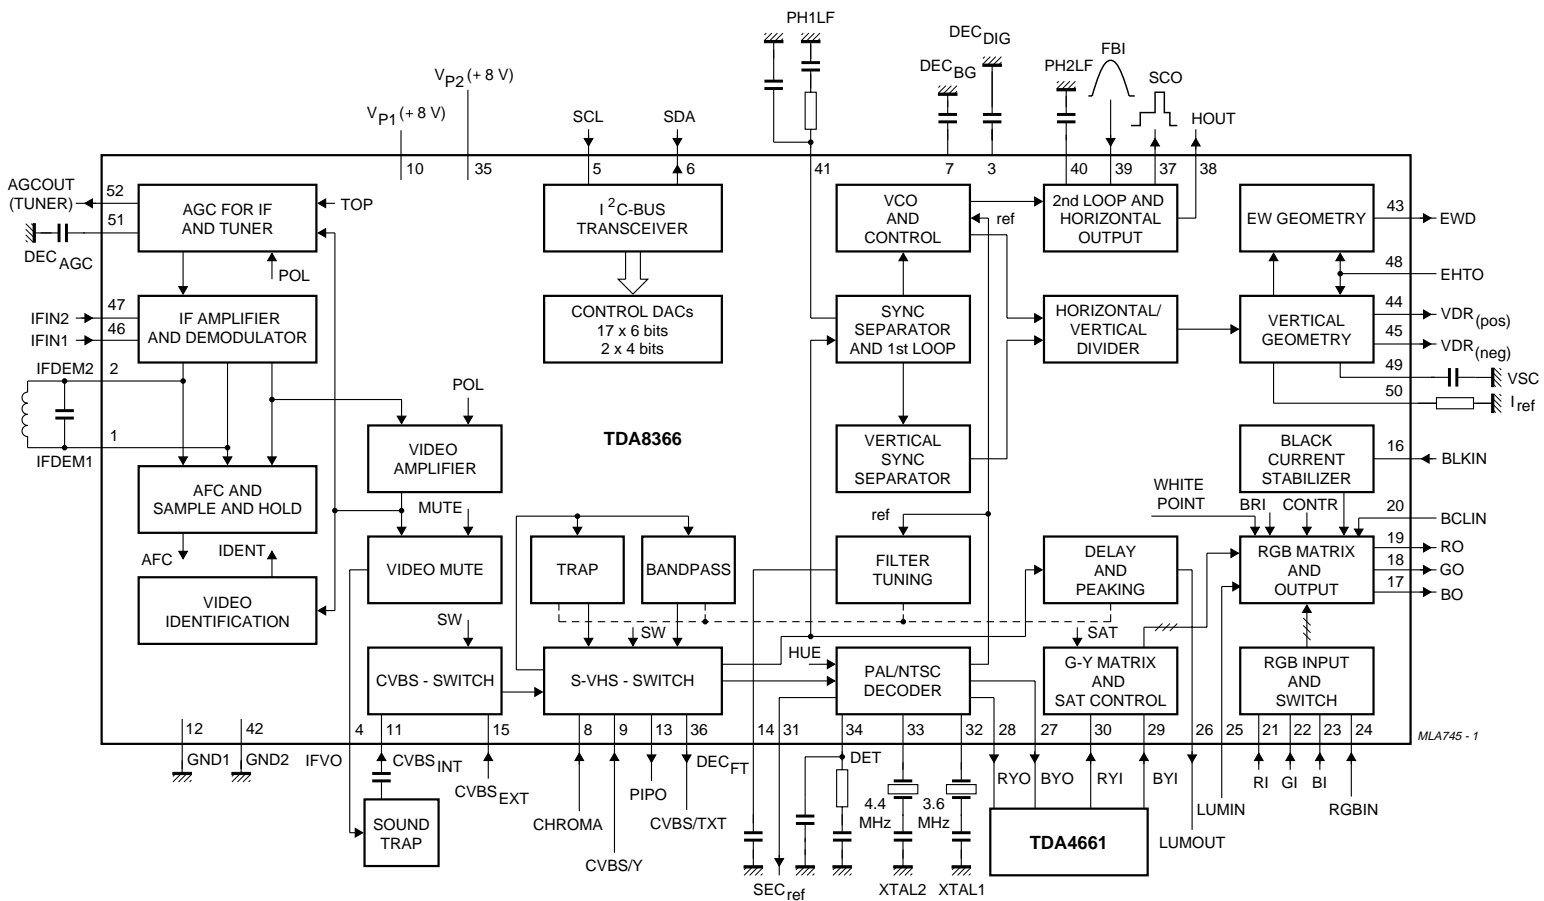 PH1LF
DEC DIG
FBI
V P2 (+ 8 V)
DEC BG
PH2LF
SCO
V P1 (+ 8 V)
SCL
SDA
HOUT
10
35
5
6
41
7
3
40
39
37
38
AGCOUT
(TUNER)
52
51
DEC AGC
AGC FOR IF
AND TUNER
TOP
POL
I 2 C-BUS
TRANSCEIVER
VCO
AND
CONTROL
ref
2nd LOOP AND
HORIZONTAL
OUTPUT
EW GEOMETRY
43
EWD
48
EHTO
IFIN2
47
IFIN1
46
IF AMPLIFIER
AND DEMODULATOR
CONTROL DACs
17 x 6 bits
2 x 4 bits
SYNC
SEPARATOR
AND 1st LOOP
HORIZONTAL/
VERTICAL
DIVIDER
VERTICAL
GEOMETRY
44
VDR (pos)
45
VDR (neg)
49
VSC
50
I ref
IFDEM2
2
1
IFDEM1
POL
TDA8366
VIDEO
AMPLIFIER
VERTICAL
SYNC
SEPARATOR
BLACK
CURRENT
STABILIZER
16
BLKIN
AFC AND
SAMPLE AND HOLD
MUTE
ref
WHITE
POINT
BRI
CONTR
20
BCLIN
AFC
IDENT
VIDEO MUTE
TRAP
BANDPASS
FILTER
TUNING
DELAY
AND
PEAKING
RGB MATRIX
AND
OUTPUT
19
RO
18
GO
17
BO
VIDEO
IDENTIFICATION
SW
SW
HUE
SAT
CVBS - SWITCH
S-VHS - SWITCH
PAL/NTSC
DECODER
G-Y MATRIX
AND
SAT CONTROL
RGB INPUT
AND
SWITCH
12
42
4
11
15
8
9
13
36
14
31
34
33
32
28
27
30
29
26
25
21
22
23
24
MLA745 - 1
GND1
GND2
IFVO
CVBS INT
CVBS EXT
DEC FT
DET
RYO
BYO
RYI
BYI
RI
GI
BI
PIPO
CHROMA
CVBS/TXT
CVBS/Y
4.4
MHz
3.6
MHz
LUMIN
RGBIN
SOUND
TRAP
TDA4661
LUMOUT
SEC ref
XTAL2
XTAL1